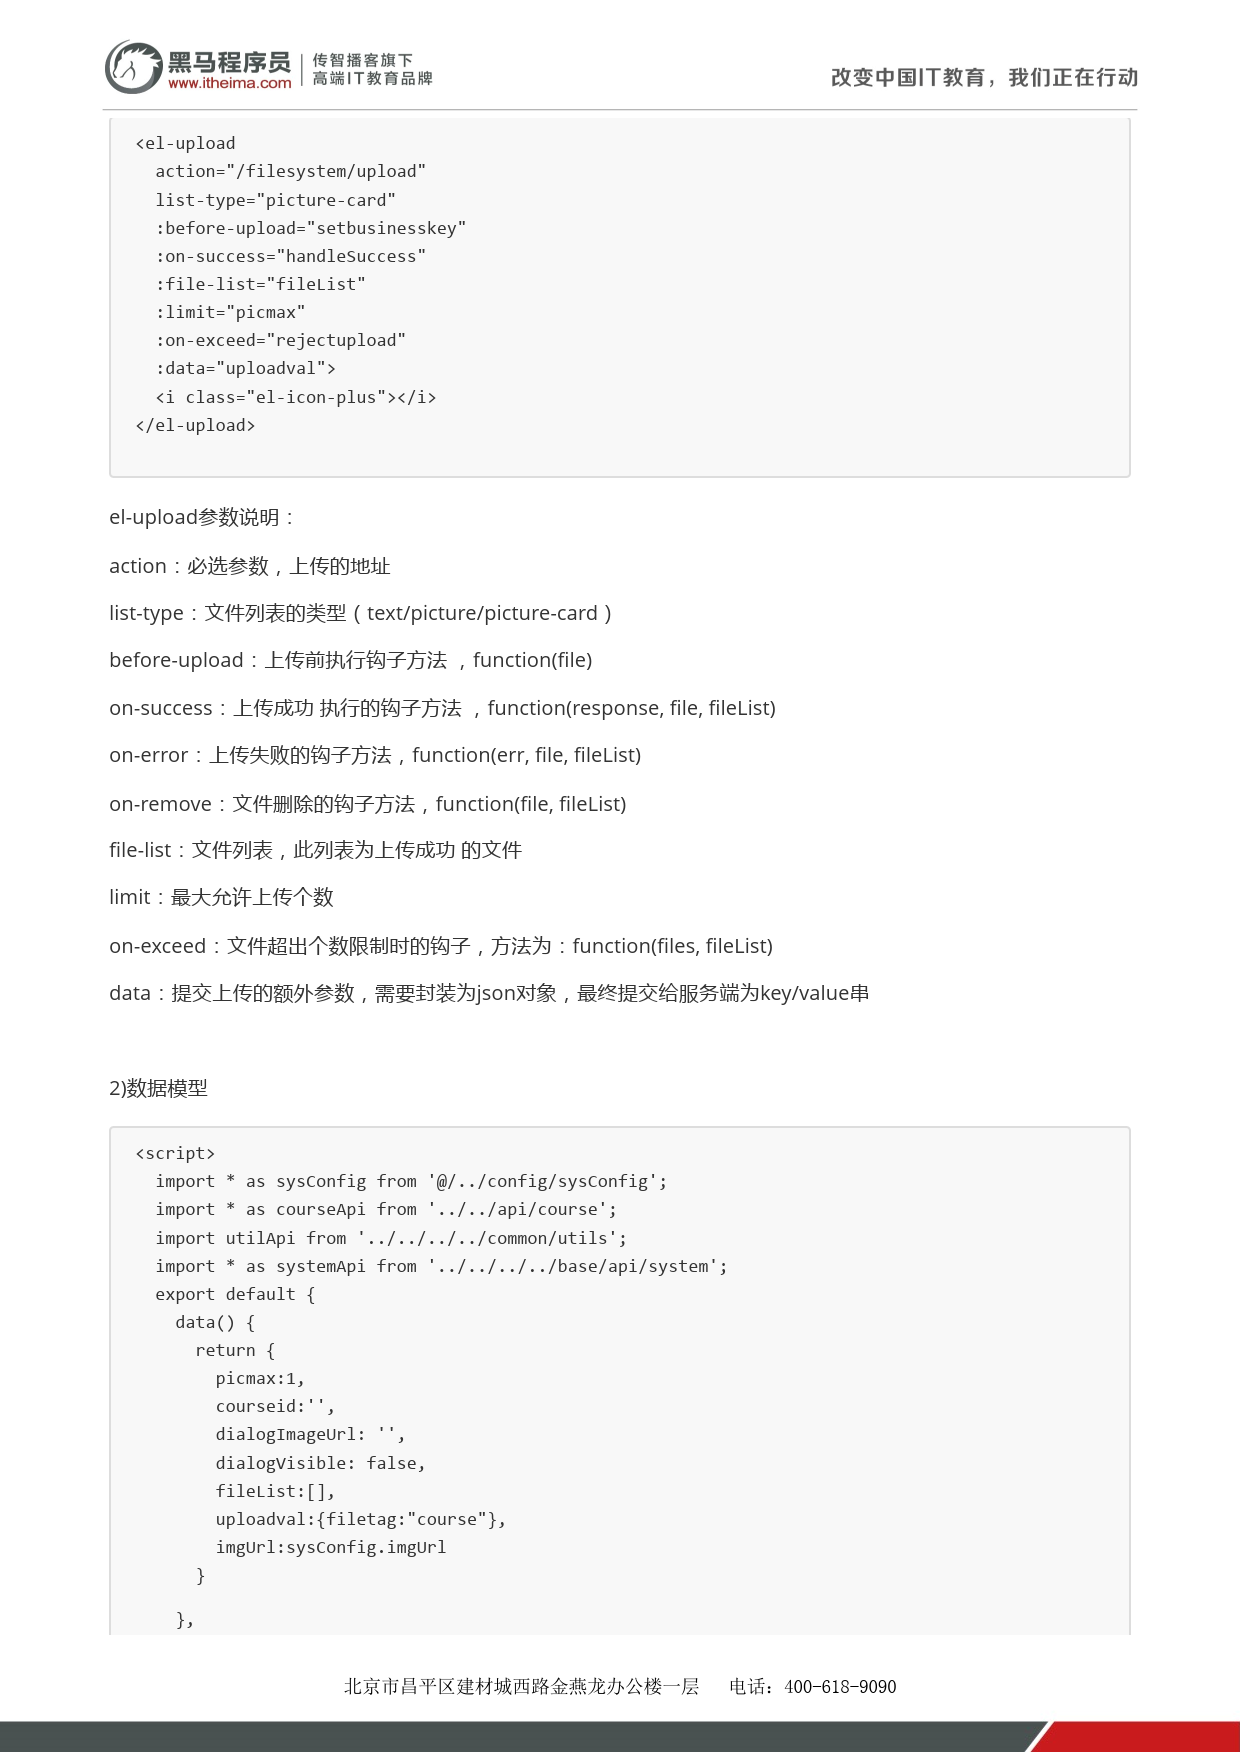 黑马程序员
www.itheima.com
传智播客旗下
高端IT教育品牌
改变中国IT教育，我们正在行动
<el-upload
  action="/filesystem/upload"
  list-type="picture-card"
  :before-upload="setbusinesskey"
  :on-success="handleSuccess"
  :file-list="fileList"
  :limit="picmax"
  :on-exceed="rejectupload"
  :data="uploadval">
  <i class="el-icon-plus"></i>
</el-upload>
el-upload参数说明：
action：必选参数，上传的地址
list-type：文件列表的类型（text/picture/picture-card）
before-upload：上传前执行钩子方法 ，function(file)
on-success：上传成功 执行的钩子方法 ，function(response, file, fileList)
on-error：上传失败的钩子方法，function(err, file, fileList)
on-remove：文件删除的钩子方法，function(file, fileList)
file-list：文件列表，此列表为上传成功 的文件
limit：最大允许上传个数
on-exceed：文件超出个数限制时的钩子，方法为：function(files, fileList)
data：提交上传的额外参数，需要封装为json对象，最终提交给服务端为key/value串
2)数据模型
<script>
  import * as sysConfig from '@/../config/sysConfig';
  import * as courseApi from '../../api/course';
  import utilApi from '../../../../common/utils';
  import * as systemApi from '../../../../base/api/system';
  export default {
    data() {
      return {
        picmax:1,
        courseid:'',
        dialogImageUrl: '',
        dialogVisible: false,
        fileList:[],
        uploadval:{filetag:"course"},
        imgUrl:sysConfig.imgUrl
      }
    },
北京市昌平区建材城西路金燕龙办公楼一层   电话：400-618-9090